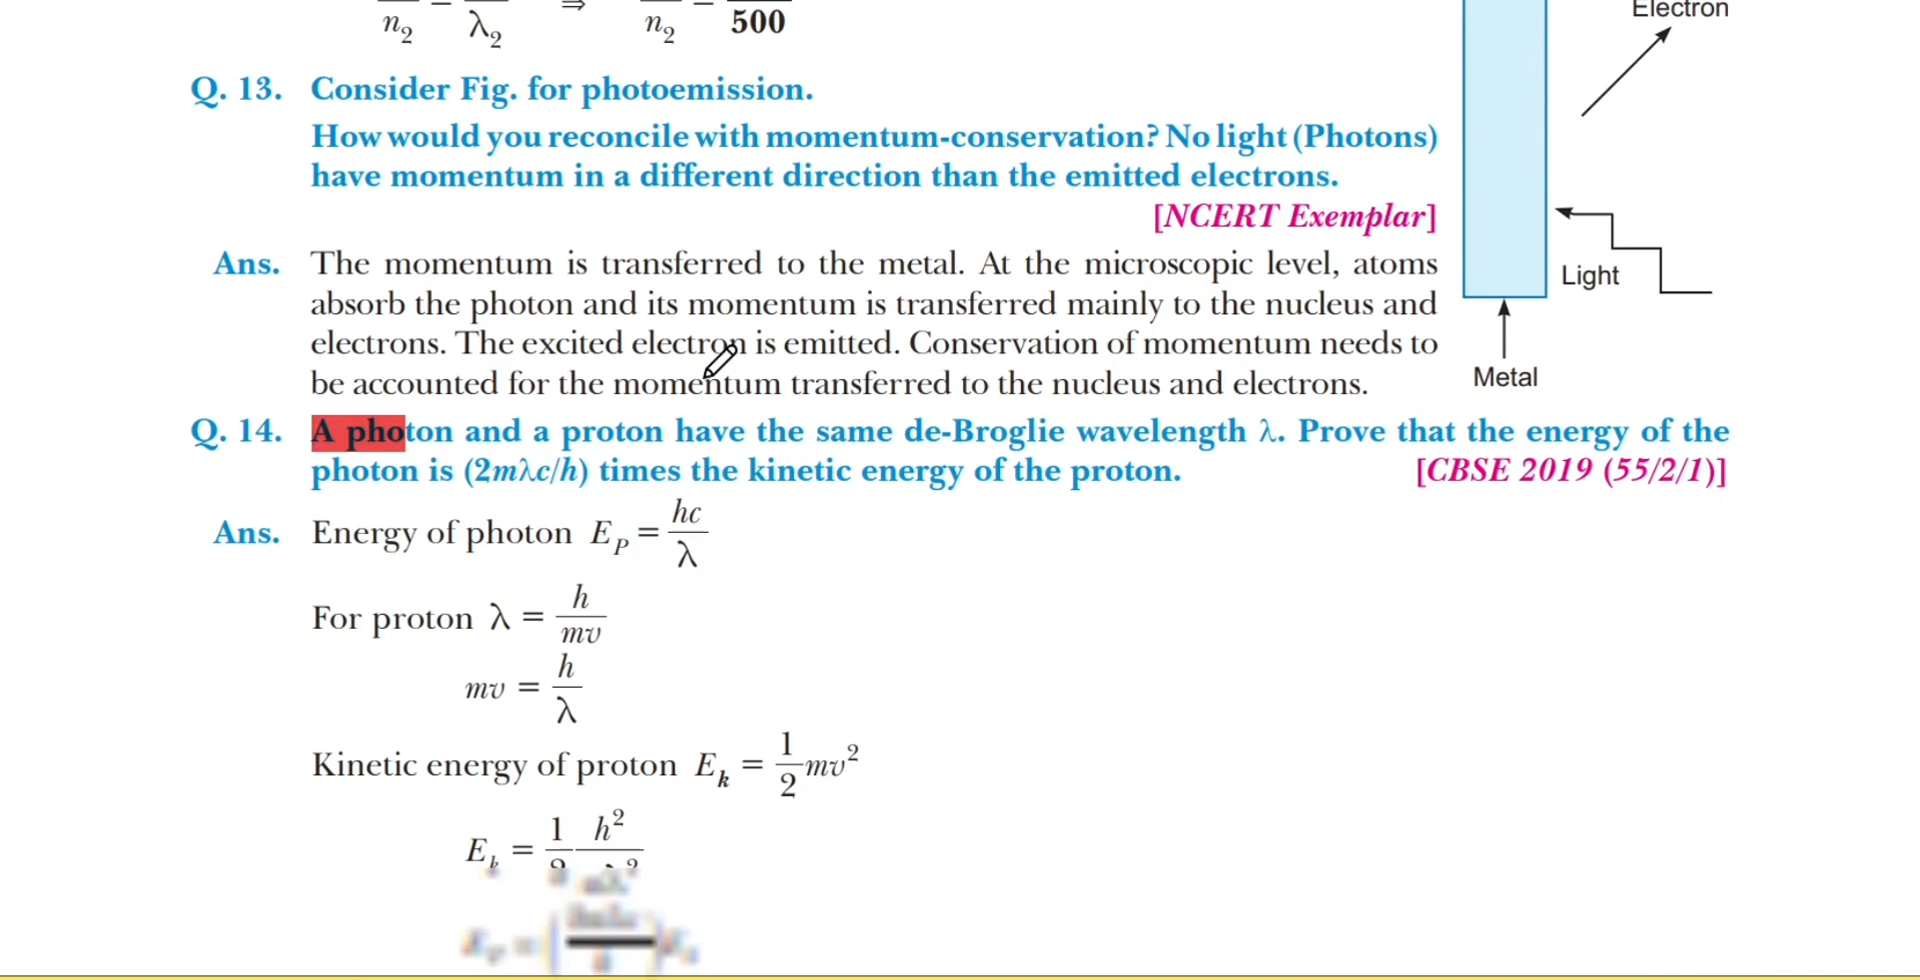 n₂ = λ₂ ⇒ n₂ = 500
Electron
Q. 13. Consider Fig. for photoemission.
How would you reconcile with momentum-conservation? No light (Photons)
have momentum in a different direction than the emitted electrons.
[NCERT Exemplar]
Ans. The momentum is transferred to the metal. At the microscopic level, atoms
absorb the photon and its momentum is transferred mainly to the nucleus and
electrons. The excited electron is emitted. Conservation of momentum needs to
be accounted for the momentum transferred to the nucleus and electrons.
Light
Metal
Q. 14. A photon and a proton have the same de-Broglie wavelength λ. Prove that the energy of the
photon is (2mλc/h) times the kinetic energy of the proton. [CBSE 2019 (55/2/1)]
Ans. Energy of photon E_P = hc/λ
For proton λ = h/mv
mv = h/λ
Kinetic energy of proton E_k = 1/2 mv²
E_k = 1 h²